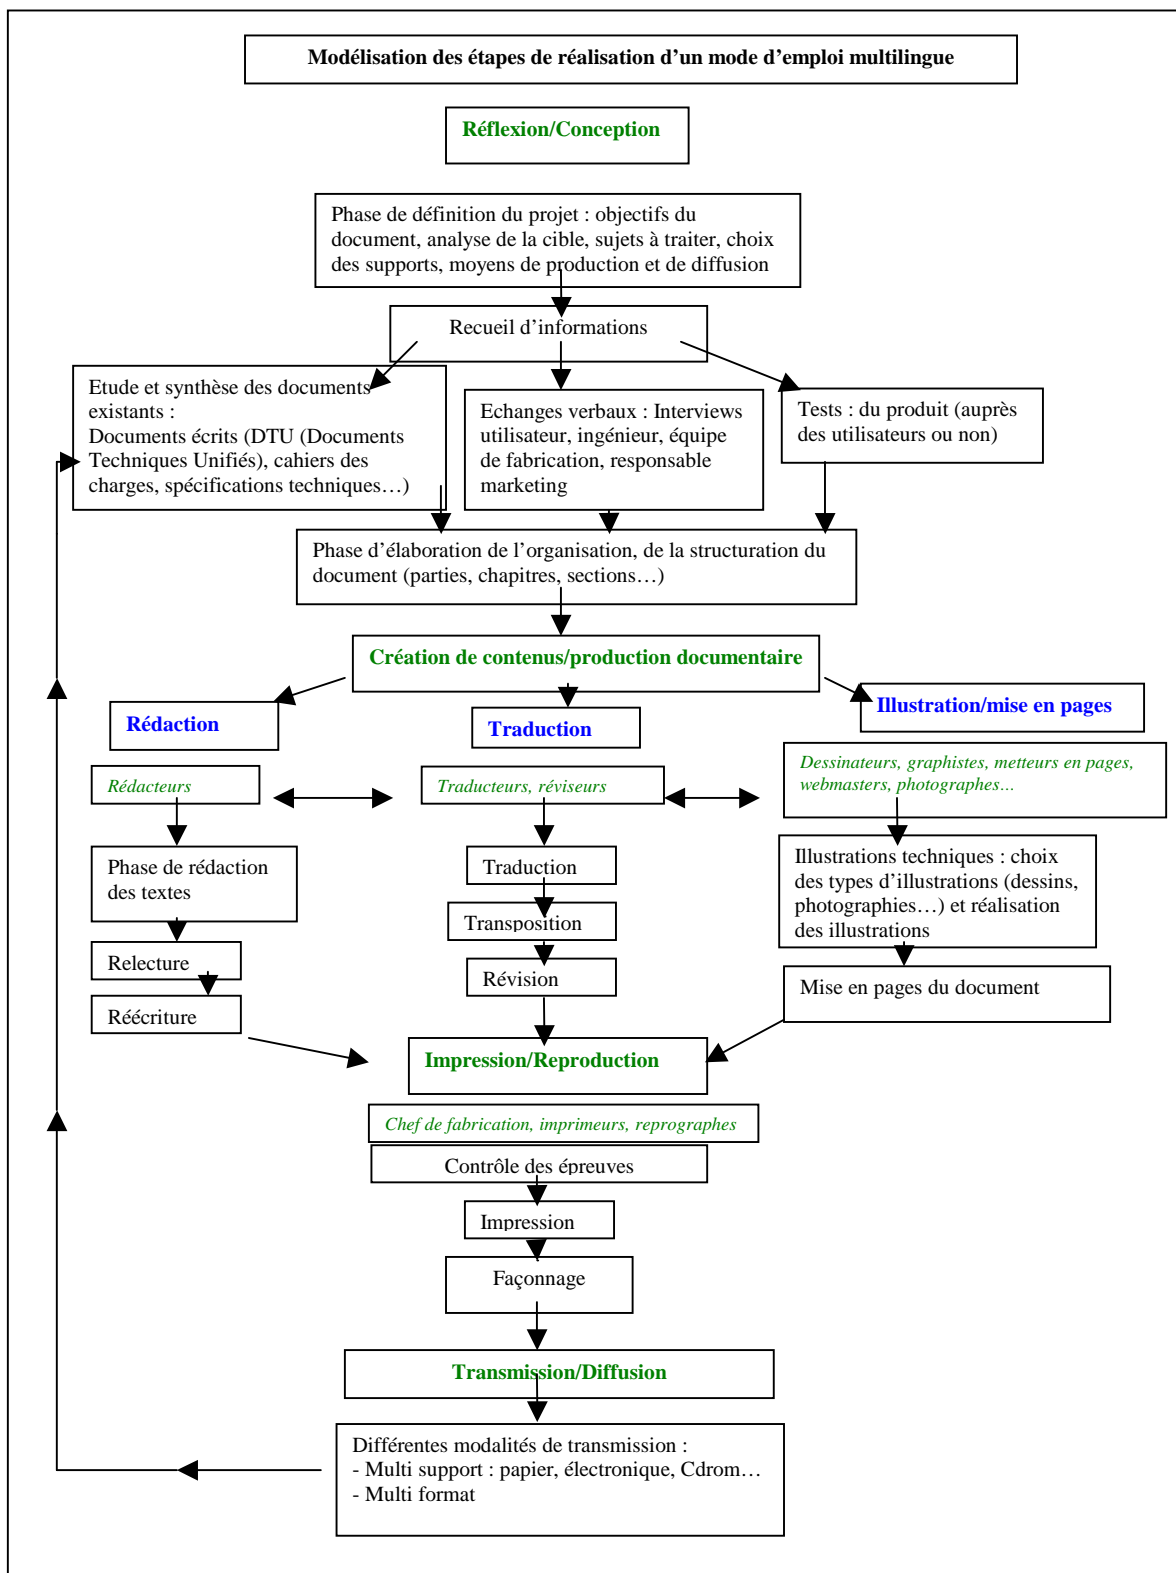 Modélisation des étapes de réalisation d’un mode d’emploi multilingue
Réflexion/Conception
Phase de définition du projet : objectifs du
document, analyse de la cible, sujets à traiter, choix
des supports, moyens de production et de diffusion
Recueil d’informations
Etude et synthèse des documents
existants :
Documents écrits (DTU (Documents
Techniques Unifiés), cahiers des
charges, spécifications techniques…)
Echanges verbaux : Interviews
utilisateur, ingénieur, équipe
de fabrication, responsable
marketing
Tests : du produit (auprès
des utilisateurs ou non)
Phase d’élaboration de l’organisation, de la structuration du
document (parties, chapitres, sections…)
Création de contenus/production documentaire
Rédaction
Traduction
Illustration/mise en pages
Rédacteurs
Traducteurs, réviseurs
Dessinateurs, graphistes, metteurs en pages,
webmasters, photographes…
Phase de rédaction
des textes
Relecture
Réécriture
Traduction
Transposition
Révision
Illustrations techniques : choix
des types d’illustrations (dessins,
photographies…) et réalisation
des illustrations
Mise en pages du document
Impression/Reproduction
Chef de fabrication, imprimeurs, reprographes
Contrôle des épreuves
Impression
Façonnage
Transmission/Diffusion
Différentes modalités de transmission :
- Multi support : papier, électronique, Cdrom…
- Multi format